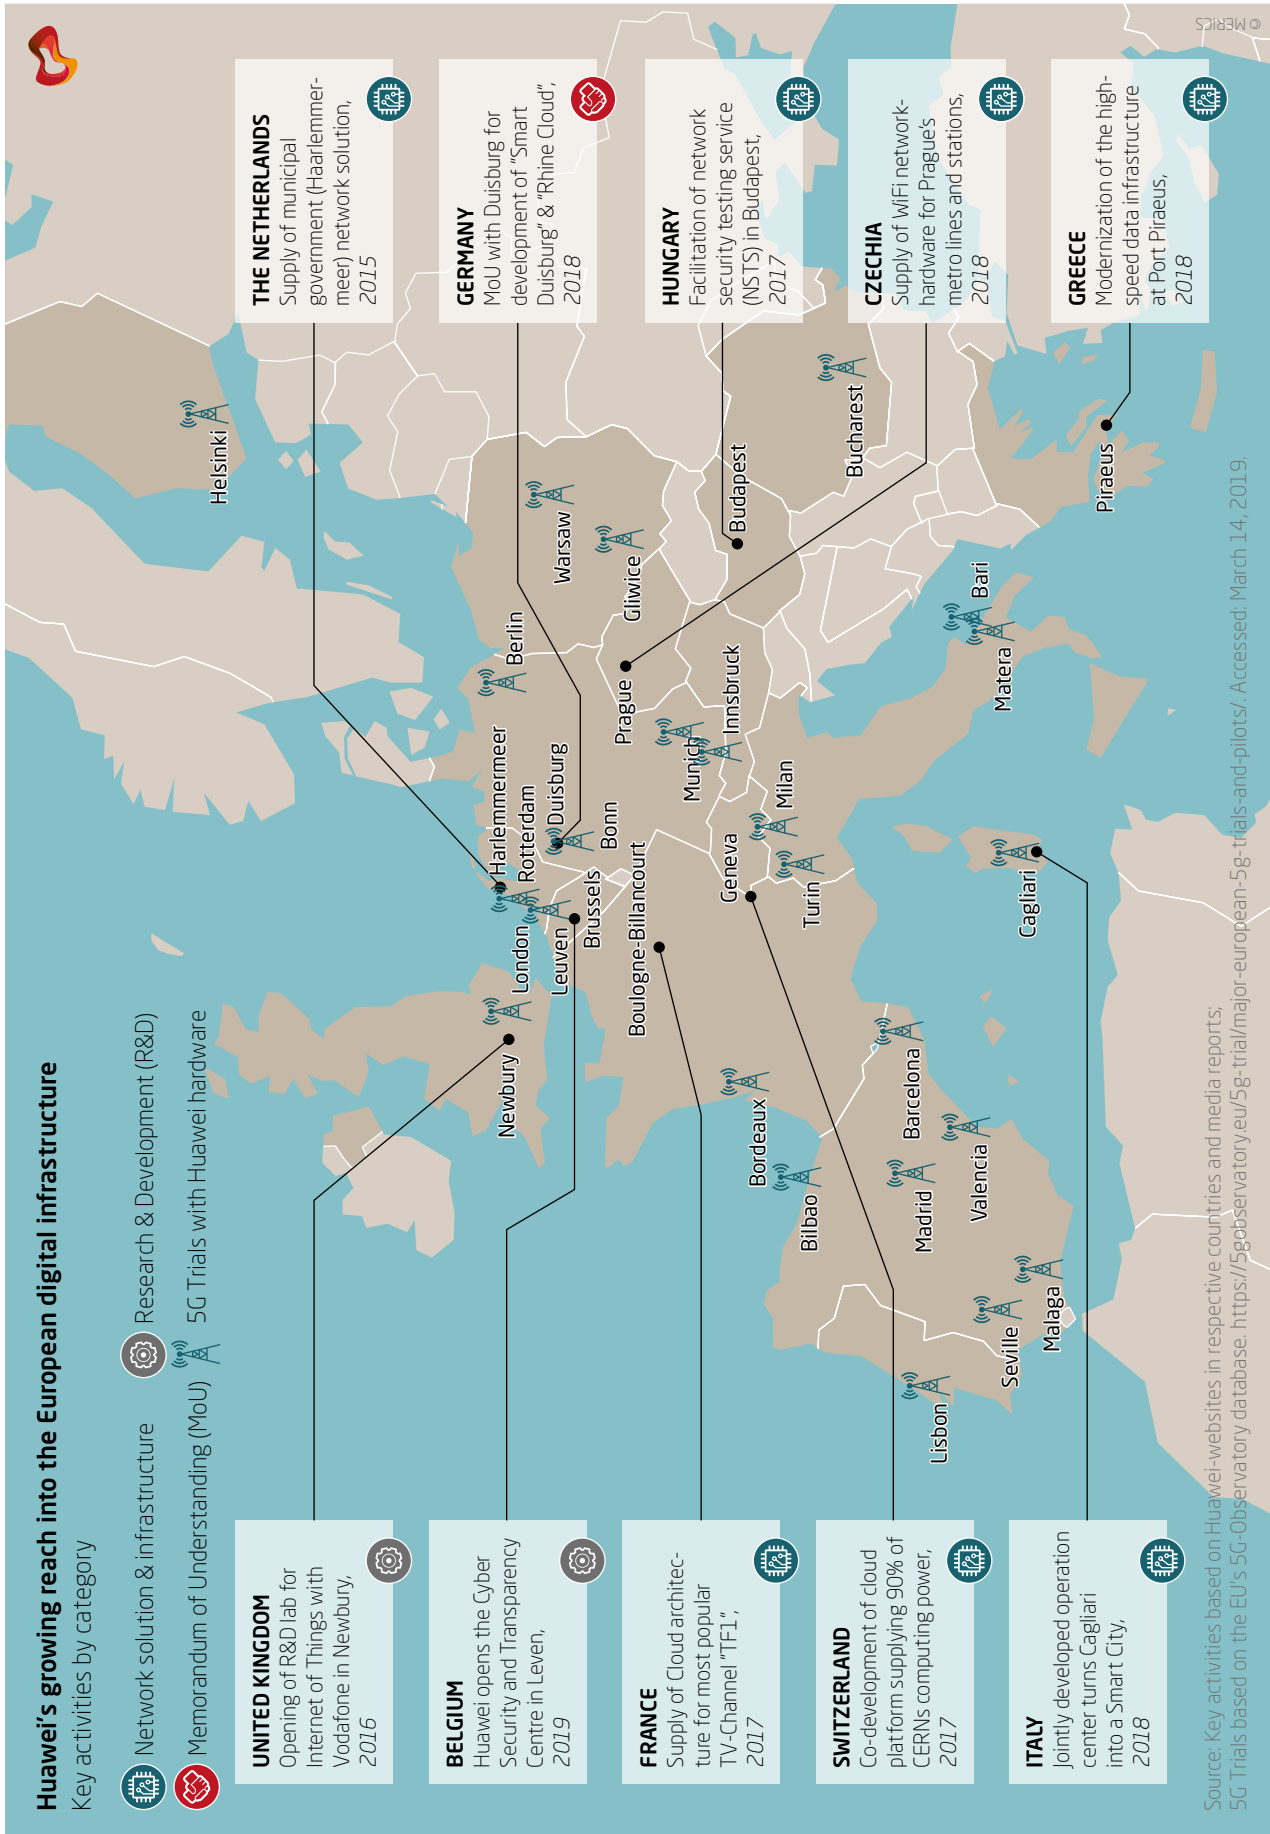 Huawei's growing reach into the European digital infrastructure
Key activities by category
Network solution & infrastructure
Research & Development (R&D)
Memorandum of Understanding (MoU)
5G Trials with Huawei hardware
UNITED KINGDOM
Opening of R&D lab for
Internet of Things with
Vodafone in Newbury,
2016
BELGIUM
Huawei opens the Cyber
Security and Transparency
Centre in Leven,
2019
FRANCE
Supply of Cloud architec-
ture for most popular
TV-Channel "TF1",
2017
SWITZERLAND
Co-development of cloud
platform supplying 90% of
CERNs computing power,
2017
ITALY
Jointly developed operation
center turns Cagliari
into a Smart City,
2018
THE NETHERLANDS
Supply of municipal
government (Haarlemmer-
meer) network solution,
2015
GERMANY
MoU with Duisburg for
development of "Smart
Duisburg" & "Rhine Cloud",
2018
HUNGARY
Facilitation of network
security testing service
(NSTS) in Budapest,
2017
CZECHIA
Supply of WiFi network-
hardware for Prague's
metro lines and stations,
2018
GREECE
Modernization of the high-
speed data infrastructure
at Port Piraeus,
2018
Helsinki
Newbury
London
Harlemmermeer
Rotterdam
Leuven
Brussels
Duisburg
Bonn
Berlin
Warsaw
Gliwice
Prague
Boulogne-Billancourt
Munich
Innsbruck
Budapest
Geneva
Milan
Turin
Bordeaux
Bilbao
Bucharest
Barcelona
Madrid
Valencia
Lisbon
Seville
Malaga
Cagliari
Bari
Matera
Piraeus
Source: Key activities based on Huawei-websites in respective countries and media reports;
5G Trials based on the EU's 5G-Observatory database. https://5gobservatory.eu/5g-trial/major-european-5g-trials-and-pilots/. Accessed: March 14, 2019.
© MERICS